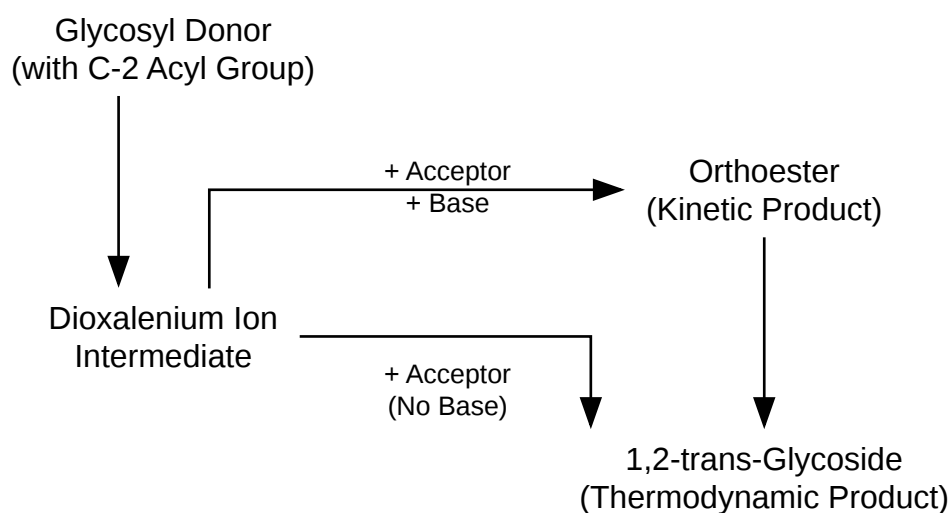 Glycosyl Donor
(with C-2 Acyl Group)
+ Acceptor
+ Base
Orthoester
(Kinetic Product)
Dioxalenium Ion
Intermediate
+ Acceptor
(No Base)
1,2-trans-Glycoside
(Thermodynamic Product)